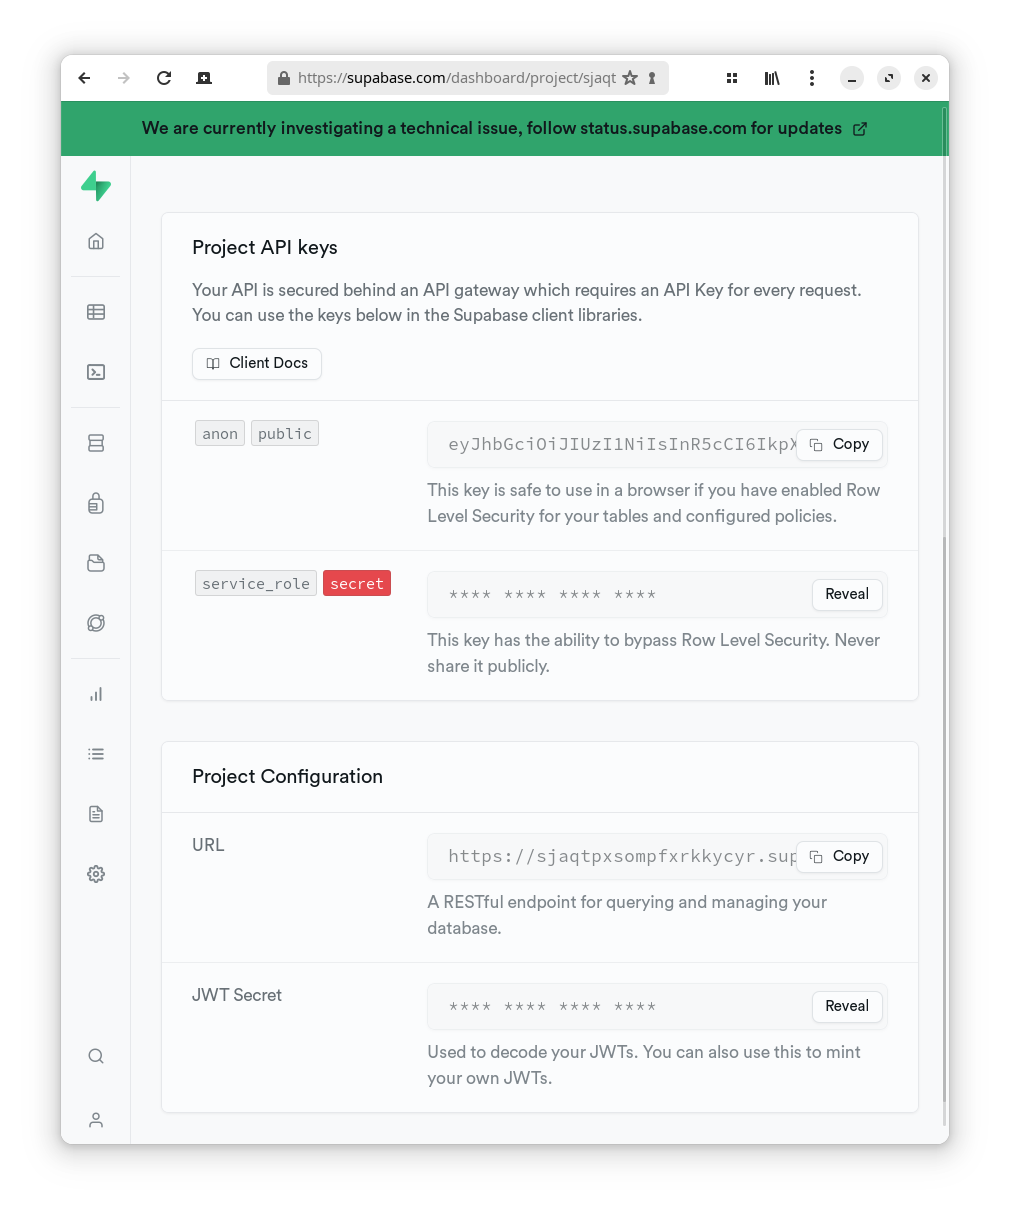 https://supabase.com/dashboard/project/sjaqt
We are currently investigating a technical issue, follow status.supabase.com for updates
Project API keys
Your API is secured behind an API gateway which requires an API Key for every request.
You can use the keys below in the Supabase client libraries.
Client Docs
anon public
eyJhbGciOiJIUzI1NiIsInR5cCI6IkpX Copy
This key is safe to use in a browser if you have enabled Row
Level Security for your tables and configured policies.
service_role secret
**** **** **** **** Reveal
This key has the ability to bypass Row Level Security. Never
share it publicly.
Project Configuration
URL
https://sjaqtpxsompfxrkkycyr.sup Copy
A RESTful endpoint for querying and managing your
database.
JWT Secret
**** **** **** **** Reveal
Used to decode your JWTs. You can also use this to mint
your own JWTs.